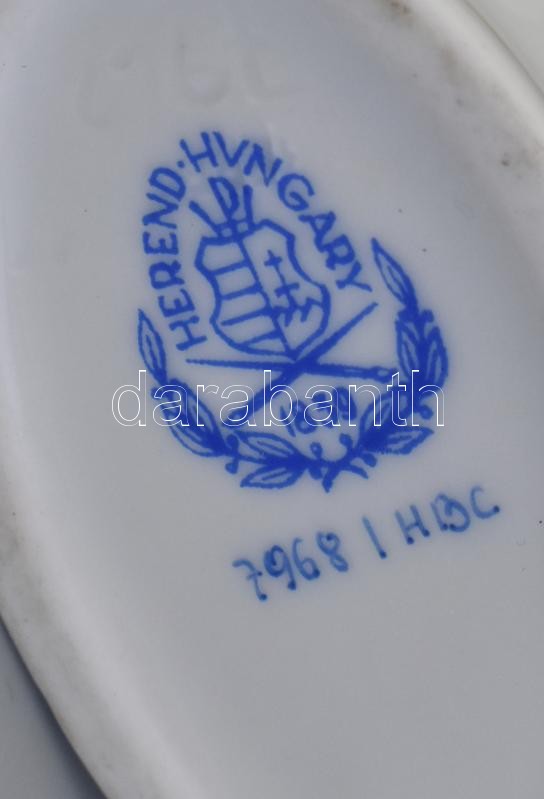 HEREND·HVNGARY
darabanth
7968 / HBC